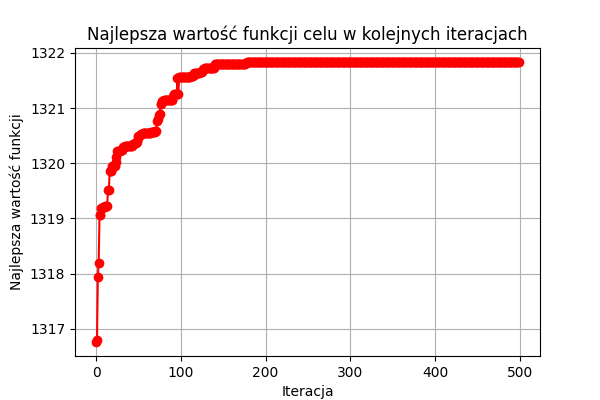 Najlepsza wartość funkcji celu w kolejnych iteracjach
Najlepsza wartość funkcji
1322
1321
1320
1319
1318
1317
0 100 200 300 400 500
Iteracja